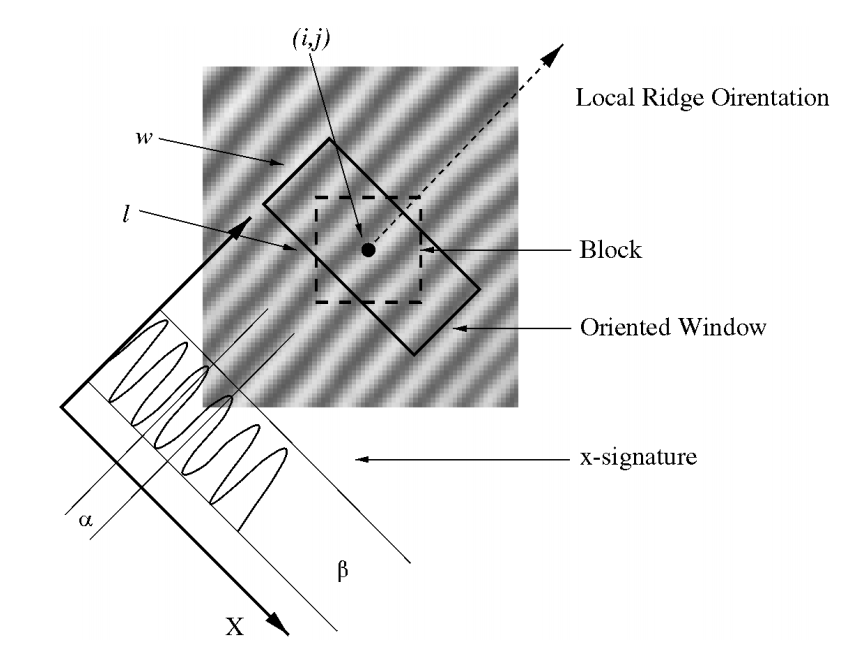 (i,j)
Local Ridge Oirentation
w
l
Block
Oriented Window
x-signature
α
β
X